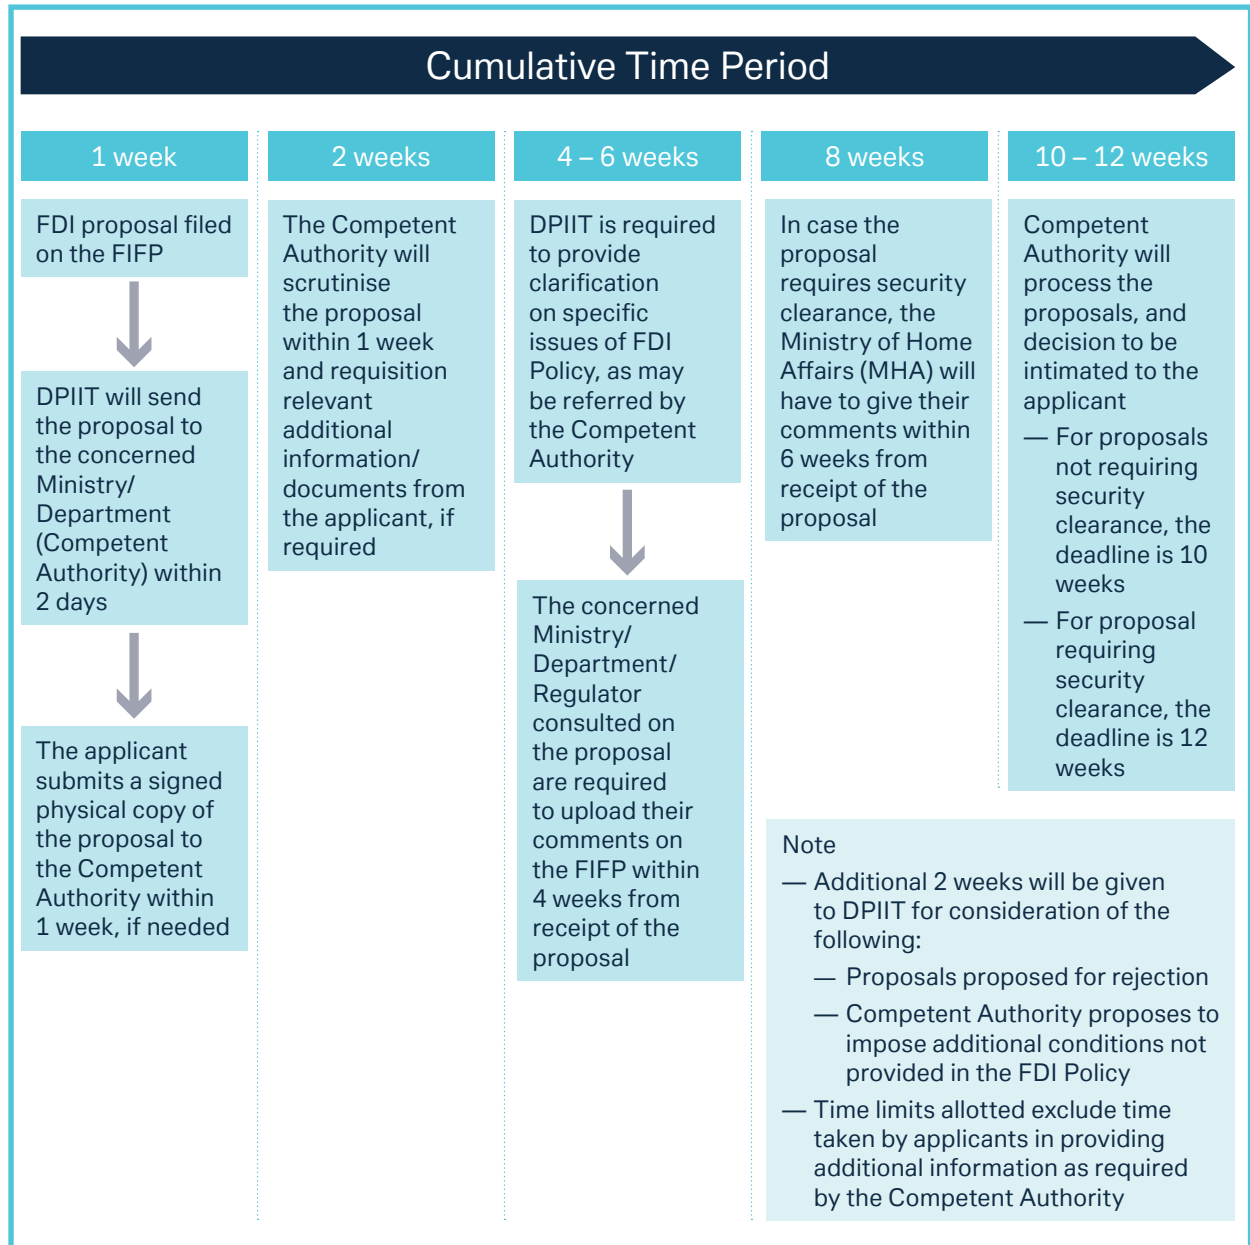 Cumulative Time Period
1 week
FDI proposal filed
on the FIFP
DPIIT will send
the proposal to
the concerned
Ministry/
Department
(Competent
Authority) within
2 days
The applicant
submits a signed
physical copy of
the proposal to
the Competent
Authority within
1 week, if needed
2 weeks
The Competent
Authority will
scrutinise
the proposal
within 1 week
and requisition
relevant
additional
information/
documents from
the applicant, if
required
4 – 6 weeks
DPIIT is required
to provide
clarification
on specific
issues of FDI
Policy, as may
be referred by
the Competent
Authority
The concerned
Ministry/
Department/
Regulator
consulted on
the proposal
are required
to upload their
comments on
the FIFP within
4 weeks from
receipt of the
proposal
8 weeks
In case the
proposal
requires security
clearance, the
Ministry of Home
Affairs (MHA) will
have to give their
comments within
6 weeks from
receipt of the
proposal
10 – 12 weeks
Competent
Authority will
process the
proposals, and
decision to be
intimated to the
applicant
— For proposals
not requiring
security
clearance, the
deadline is 10
weeks
— For proposal
requiring
security
clearance, the
deadline is 12
weeks
Note
— Additional 2 weeks will be given
to DPIIT for consideration of the
following:
— Proposals proposed for rejection
— Competent Authority proposes to
impose additional conditions not
provided in the FDI Policy
— Time limits allotted exclude time
taken by applicants in providing
additional information as required
by the Competent Authority